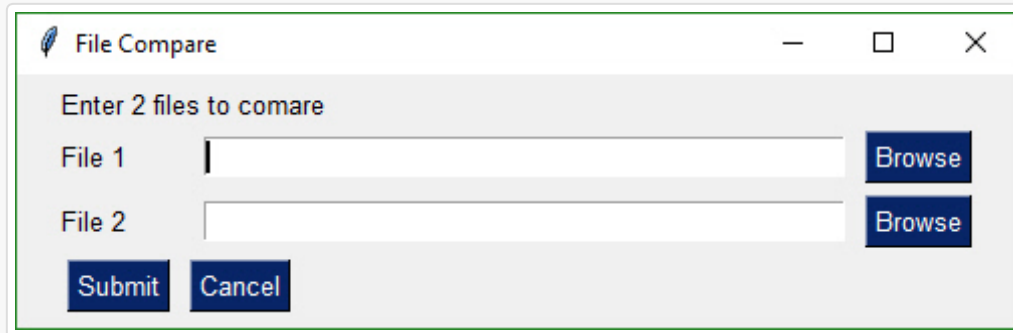 File Compare
Enter 2 files to comare
File 1 Browse
File 2 Browse
Submit Cancel